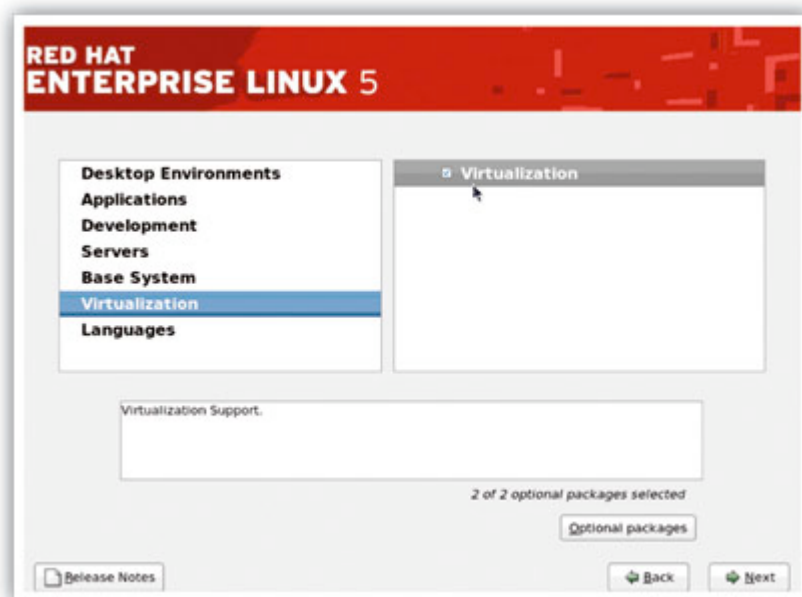 RED HAT
ENTERPRISE LINUX 5
Desktop Environments
Applications
Development
Servers
Base System
Virtualization
Languages
Virtualization
Virtualization Support.
2 of 2 optional packages selected
Optional packages
Release Notes
Back
Next